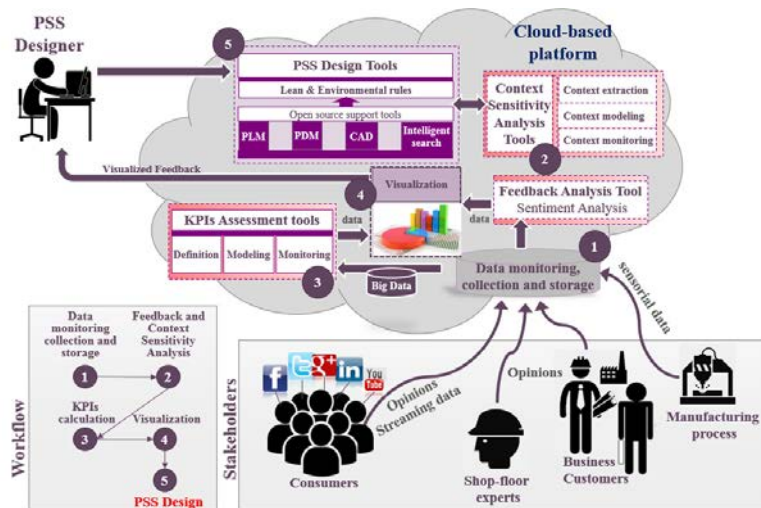 PSS
Designer
5
Cloud-based
platform
PSS Design Tools
Lean & Environmental rules
Open source support tools
PLM
PDM
CAD
Intelligent
search
Context
Sensitivity
Analysis
Tools
Context extraction
Context modeling
Context monitoring
2
Visualized Feedback
4
Visualization
Feedback Analysis Tool
Sentiment Analysis
KPIs Assessment tools
Definition
Modeling
Monitoring
data
data
3
Big Data
1
Data monitoring,
collection and storage
sensorial data
Workflow
Data
monitoring
collection and
storage
Feedback and
Context
Sensitivity
Analysis
1
2
KPIs
calculation
Visualization
3
4
5
PSS Design
Stakeholders
f
t
g+
in
You
Tube
Opinions
Streaming data
Opinions
Consumers
Shop-floor
experts
Business
Customers
Manufacturing
process